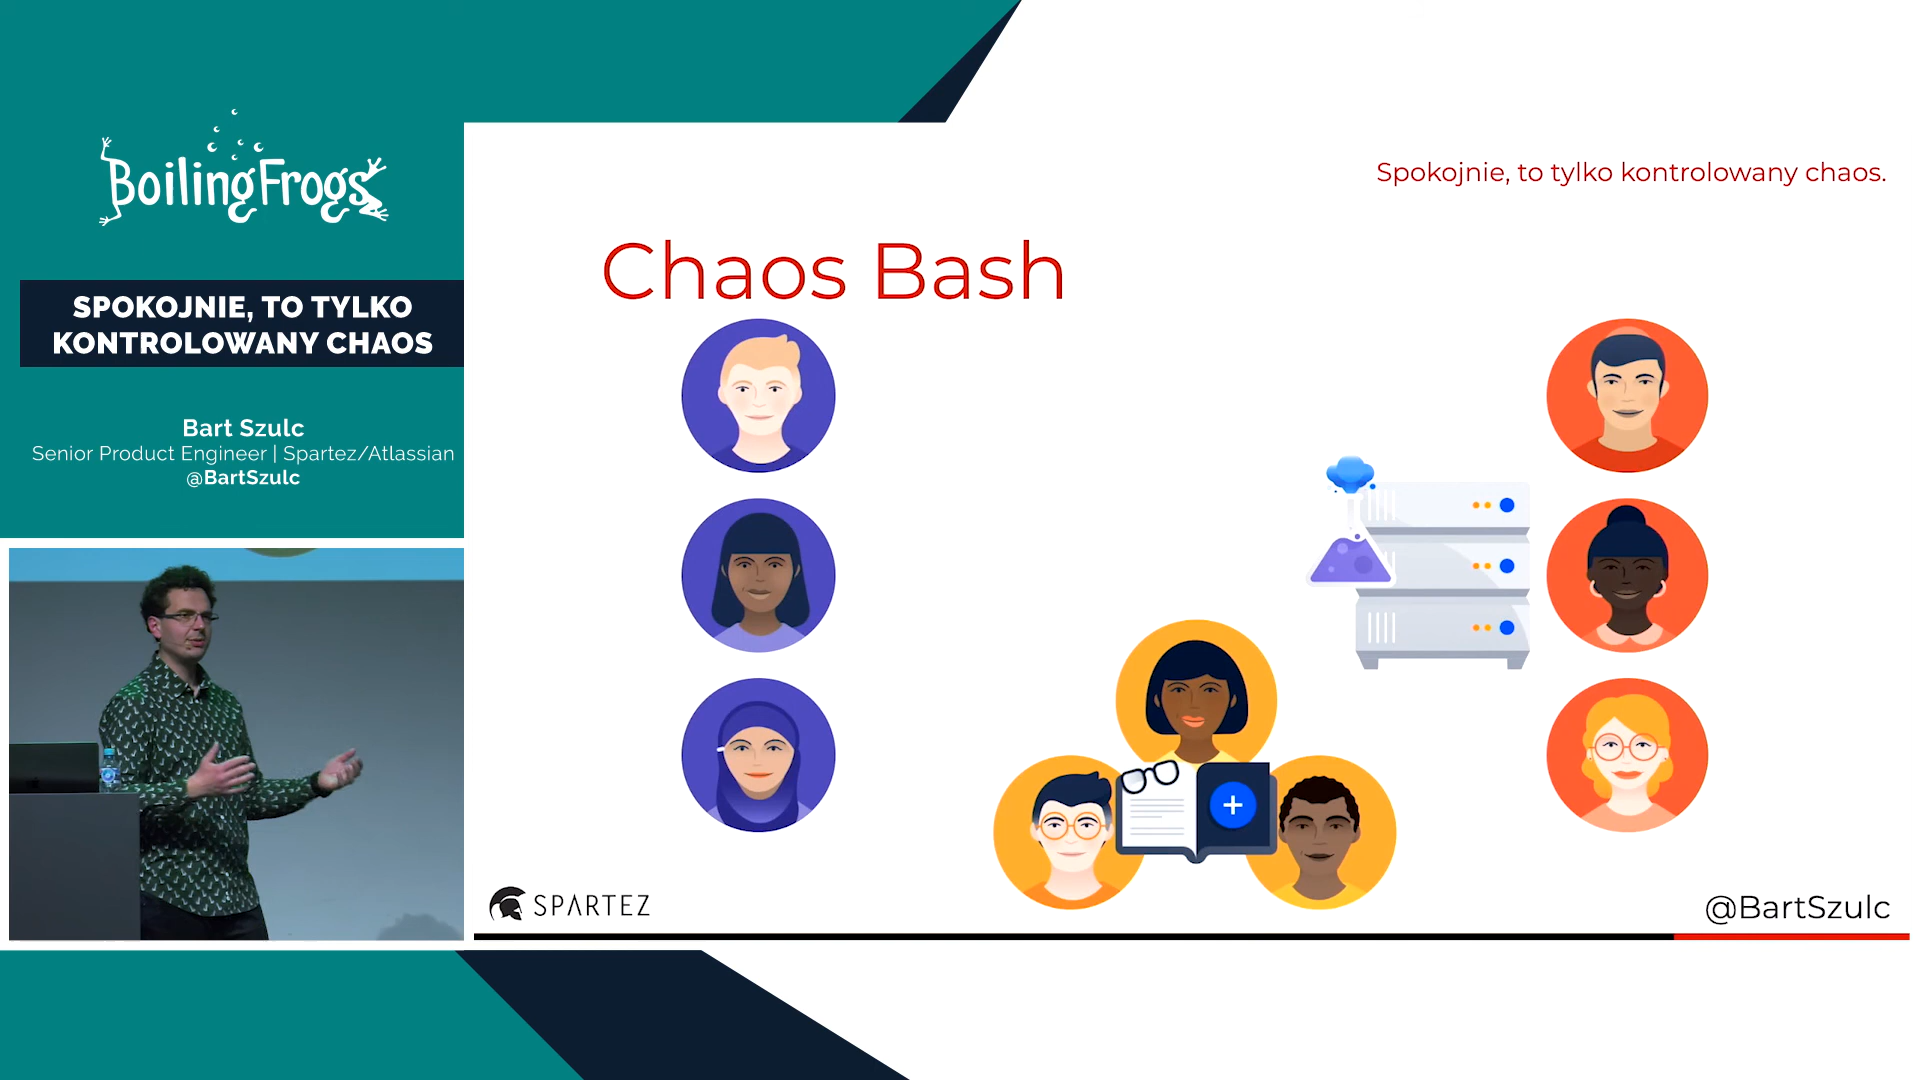 BoilingFrogs
SPOKOJNIE, TO TYLKO
KONTROLOWANY CHAOS
Bart Szulc
Senior Product Engineer | Spartez/Atlassian
@BartSzulc
Spokojnie, to tylko kontrolowany chaos.
Chaos Bash
SPARTEZ
@BartSzulc